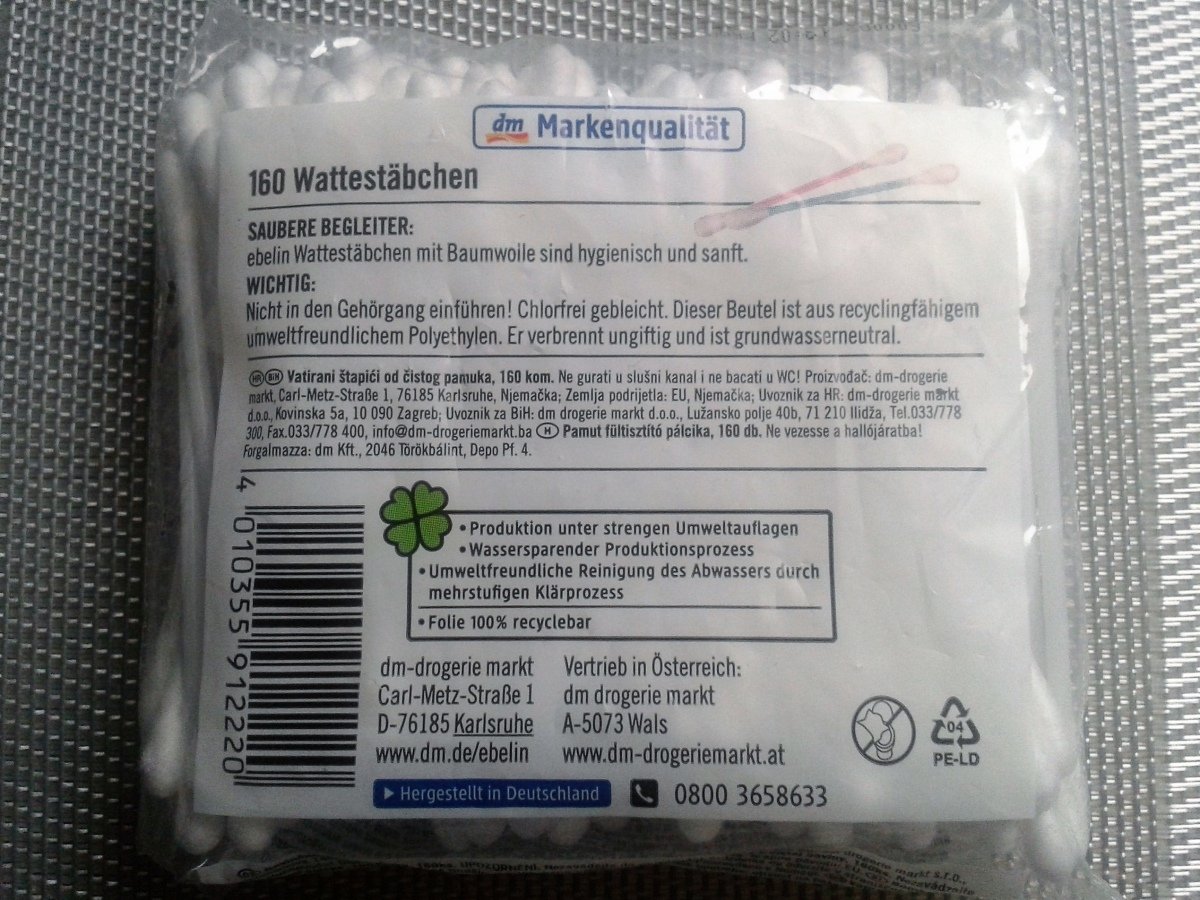 dm Markenqualität
160 Wattestäbchen
SAUBERE BEGLEITER:
ebelin Wattestäbchen mit Baumwolle sind hygienisch und sanft.
WICHTIG:
Nicht in den Gehörgang einführen! Chlorfrei gebleicht. Dieser Beutel ist aus recyclingfähigem
umweltfreundlichem Polyethylen. Er verbrennt ungiftig und ist grundwasserneutral.
HR BiH Vatirani štapići od čistog pamuka, 160 kom. Ne gurati u slušni kanal i ne bacati u WC! Proizvođač: dm-drogerie
markt, Carl-Metz-Straße 1, 76185 Karlsruhe, Njemačka; Zemlja podrijetla: EU, Njemačka; Uvoznik za HR: dm-drogerie markt
d.o.o., Kovinska 5a, 10 090 Zagreb; Uvoznik za BiH: dm drogerie markt d.o.o., Lužansko polje 40b, 71 210 Ilidža, Tel.033/778
300, Fax.033/778 400, info@dm-drogeriemarkt.ba H Pamut fültisztító pálcika, 160 db. Ne vezesse a hallójáratba!
Forgalmazza: dm Kft., 2046 Törökbálint, Depo Pf. 4.
4 010355 912220
• Produktion unter strengen Umweltauflagen
• Wassersparender Produktionsprozess
• Umweltfreundliche Reinigung des Abwassers durch
mehrstufigen Klärprozess
• Folie 100% recyclebar
dm-drogerie markt
Carl-Metz-Straße 1
D-76185 Karlsruhe
www.dm.de/ebelin
Vertrieb in Österreich:
dm drogerie markt
A-5073 Wals
www.dm-drogeriemarkt.at
04
PE-LD
Hergestellt in Deutschland
0800 3658633